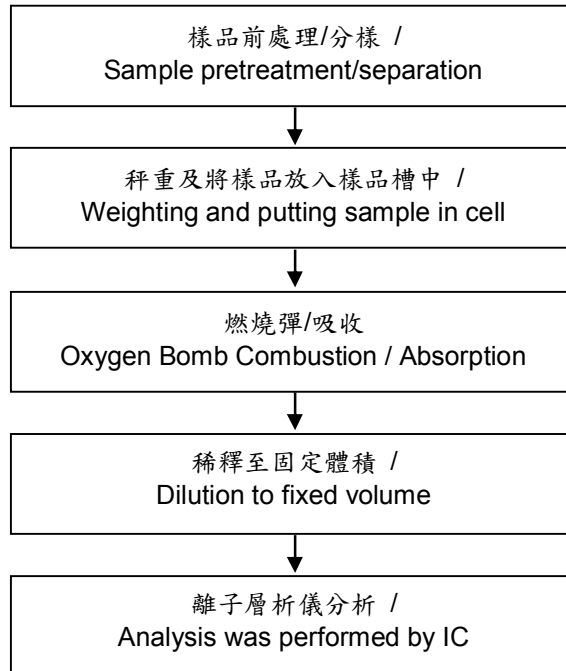 樣品前處理/分樣 /
Sample pretreatment/separation
秤重及將樣品放入樣品槽中 /
Weighting and putting sample in cell
燃燒彈/吸收
Oxygen Bomb Combustion / Absorption
稀釋至固定體積 /
Dilution to fixed volume
離子層析儀分析 /
Analysis was performed by IC